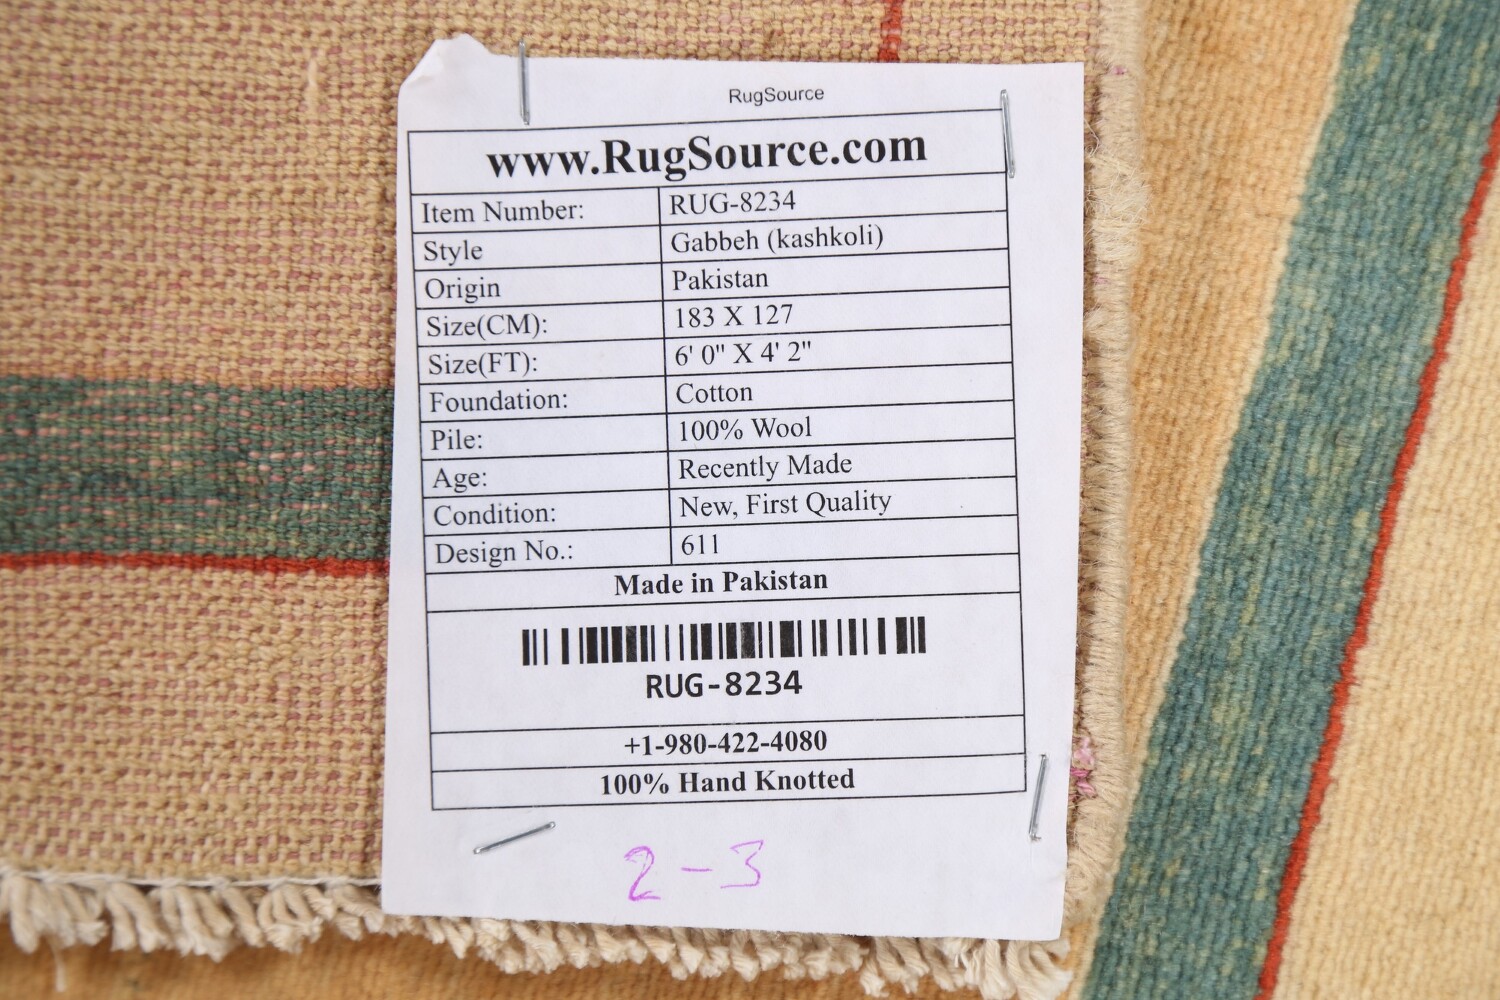 RugSource
www.RugSource.com
Item Number: RUG-8234
Style Gabbeh (kashkoli)
Origin Pakistan
Size(CM): 183 X 127
Size(FT): 6' 0" X 4' 2"
Foundation: Cotton
Pile: 100% Wool
Age: Recently Made
Condition: New, First Quality
Design No.: 611
Made in Pakistan
RUG-8234
+1-980-422-4080
100% Hand Knotted
2-3